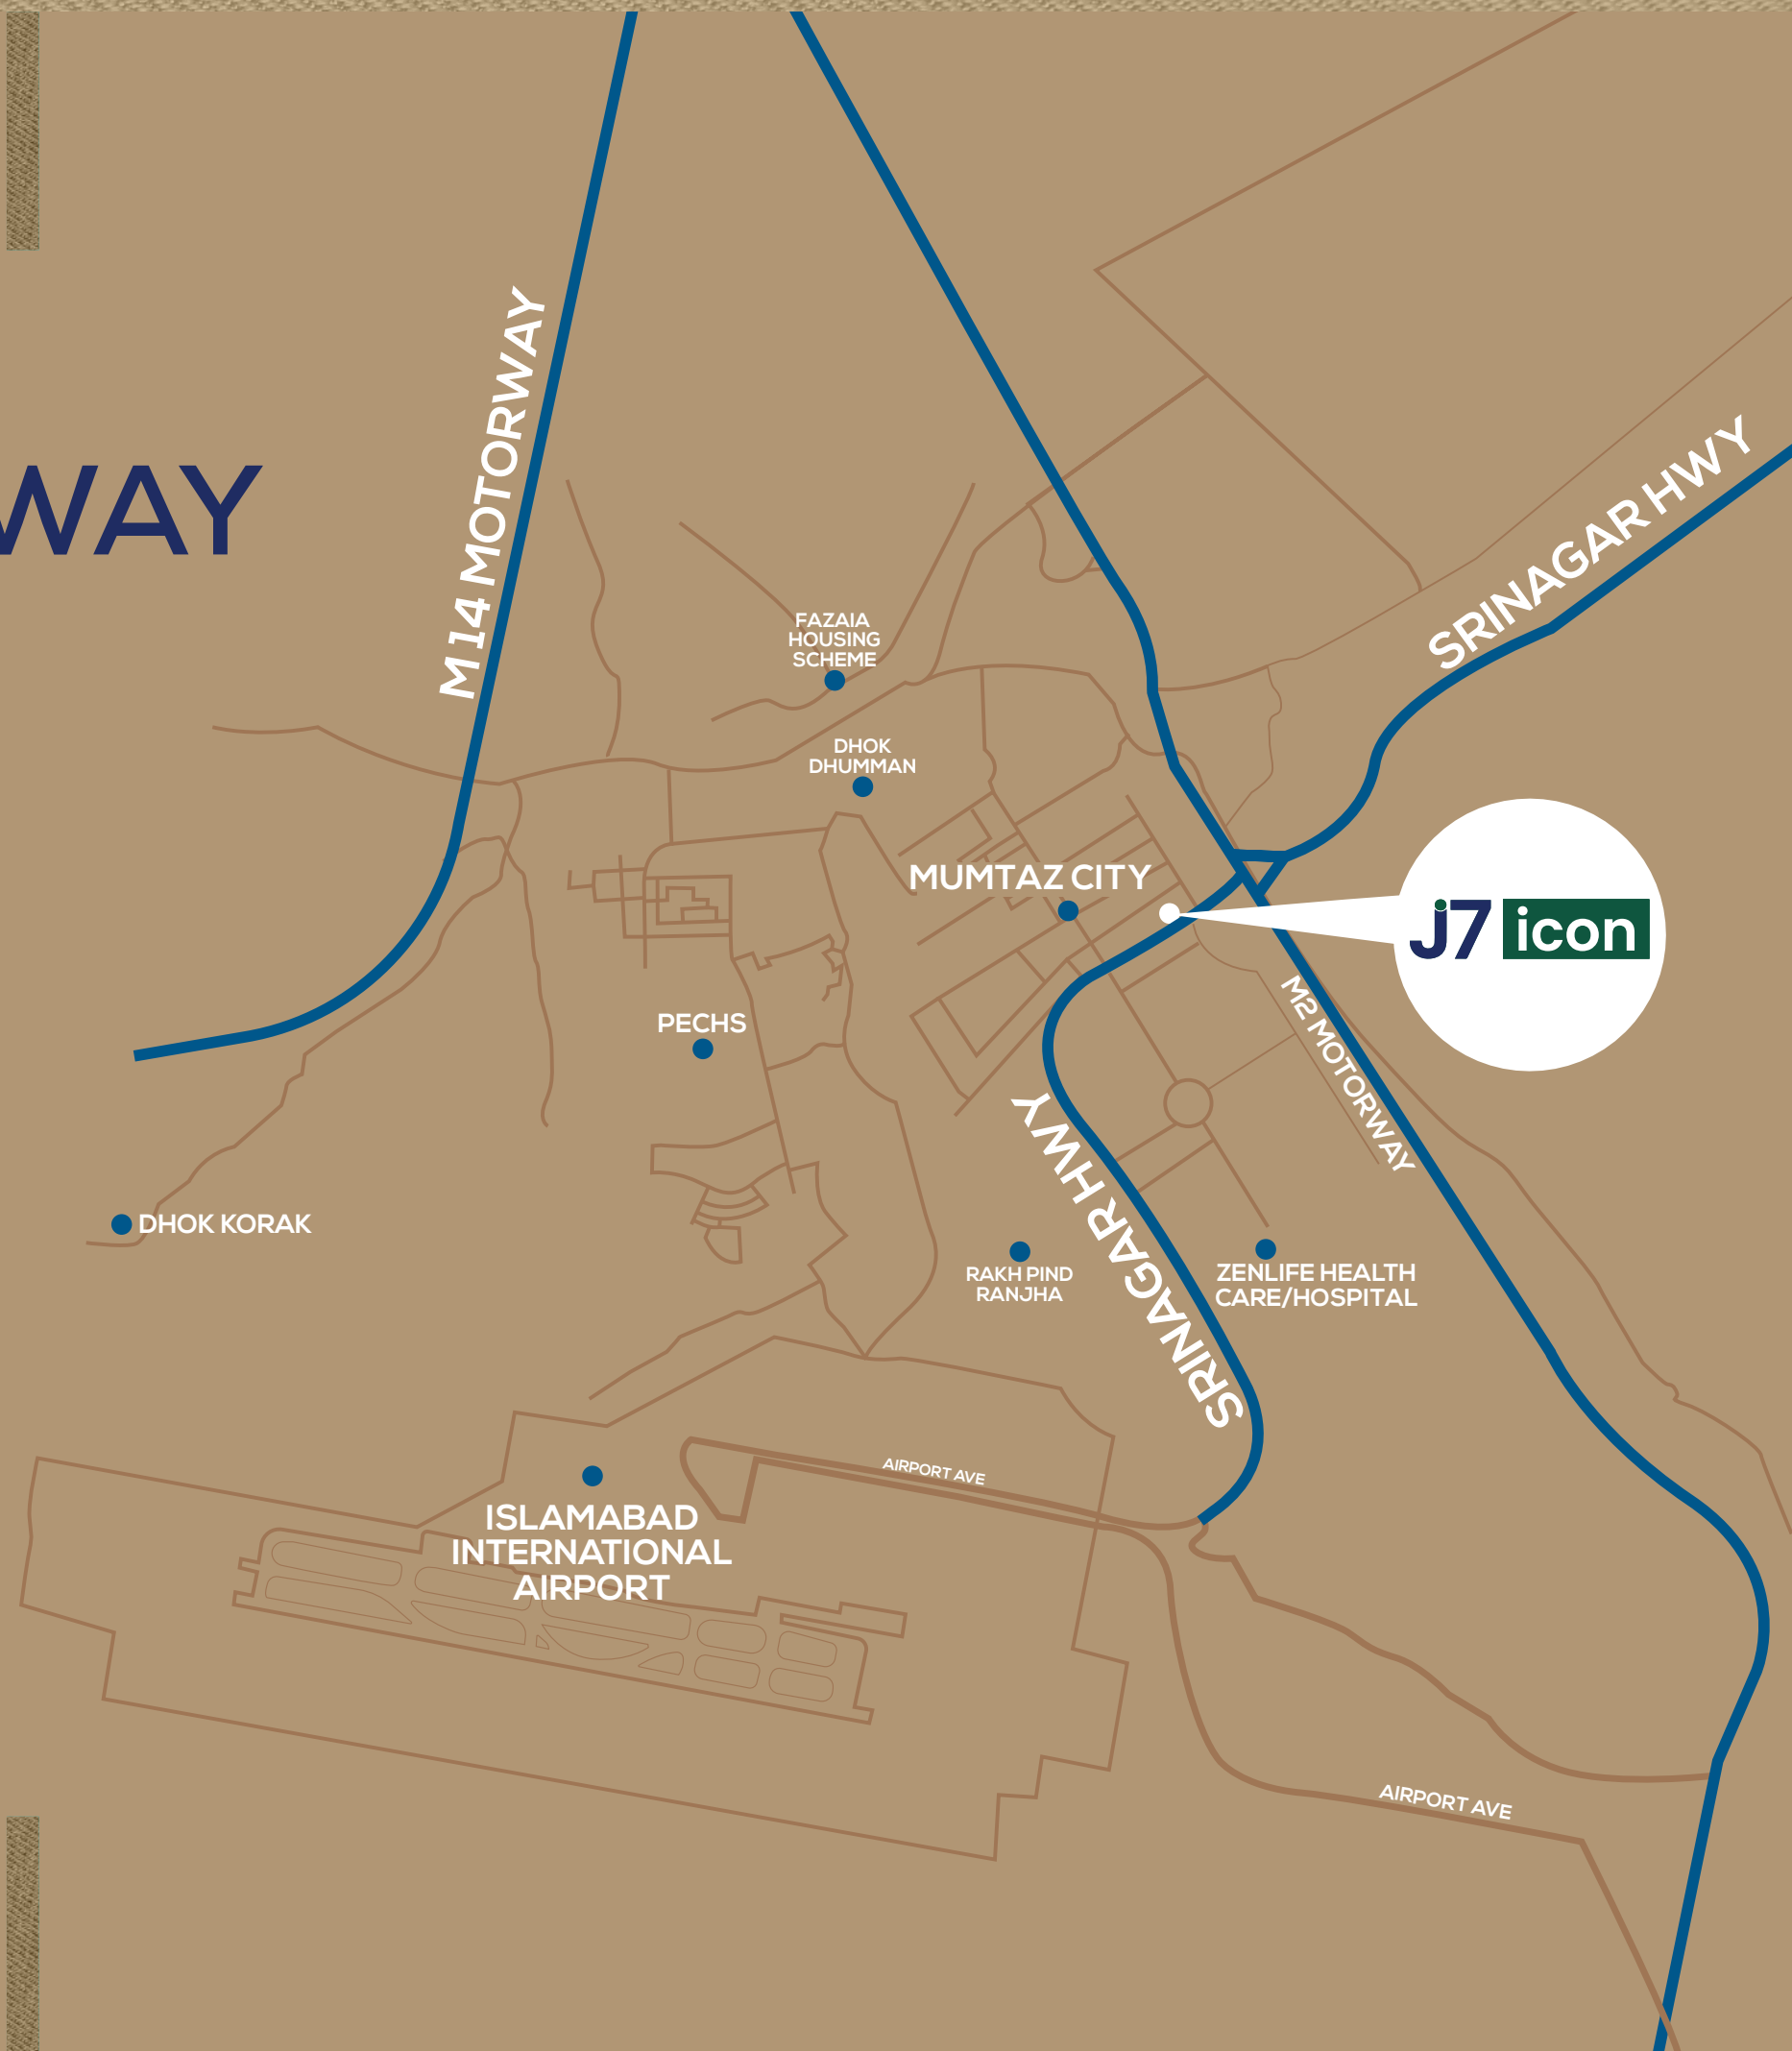 WAY
M14 MOTORWAY
SRINAGAR HWY
FAZAIA
HOUSING
SCHEME
DHOK
DHUMMAN
MUMTAZ CITY
j7 icon
M2 MOTORWAY
PECHS
SRINAGAR HWY
DHOK KORAK
RAKH PIND
RANJHA
ZENLIFE HEALTH
CARE/HOSPITAL
AIRPORT AVE
ISLAMABAD
INTERNATIONAL
AIRPORT
AIRPORT AVE